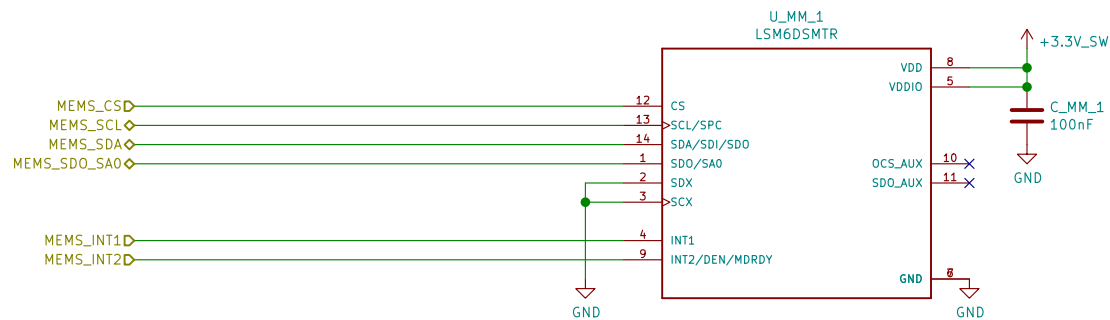 U_MM_1
LSM6DSMTR
+3.3V_SW
VDD 8
VDDIO 5
MEMS_CS 12 CS
MEMS_SCL 13 SCL/SPC
MEMS_SDA 14 SDA/SDI/SDO
MEMS_SDO_SA0 1 SDO/SA0
2 SDX
3 SCX
MEMS_INT1 4 INT1
MEMS_INT2 9 INT2/DEN/MDRDY
C_MM_1
100nF
GND
OCS_AUX 10
SDO_AUX 11
GND
GND
GND